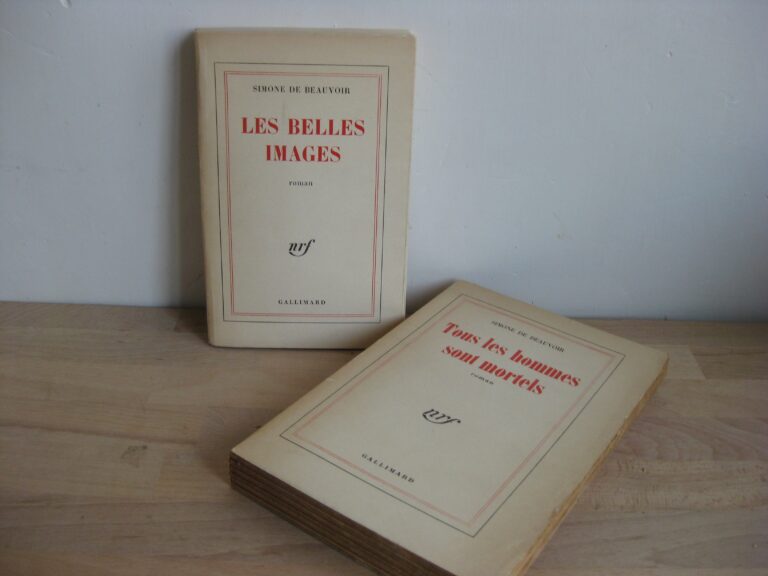 SIMONE DE BEAUVOIR
LES BELLES
IMAGES
roman
nrf
GALLIMARD
SIMONE DE BEAUVOIR
Tous les hommes
sont mortels
roman
nrf
GALLIMARD